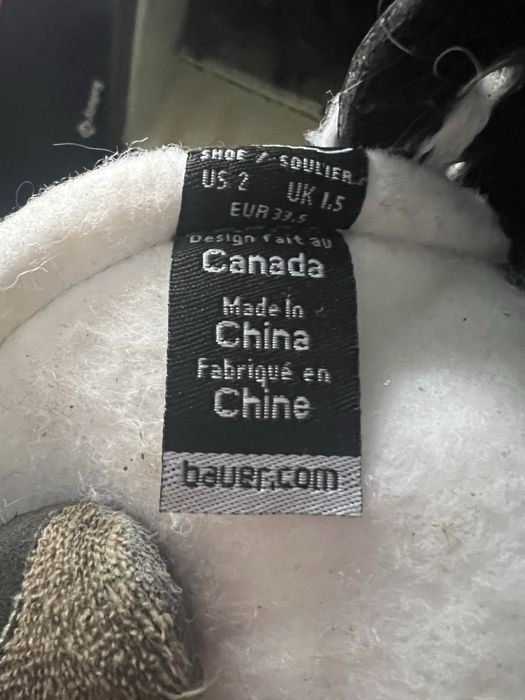 SHOE / SOULIER
US 2 UK 1.5
EUR 33.5
Design fait au
Canada
Made In
China
Fabriqué en
Chine
bauer.com